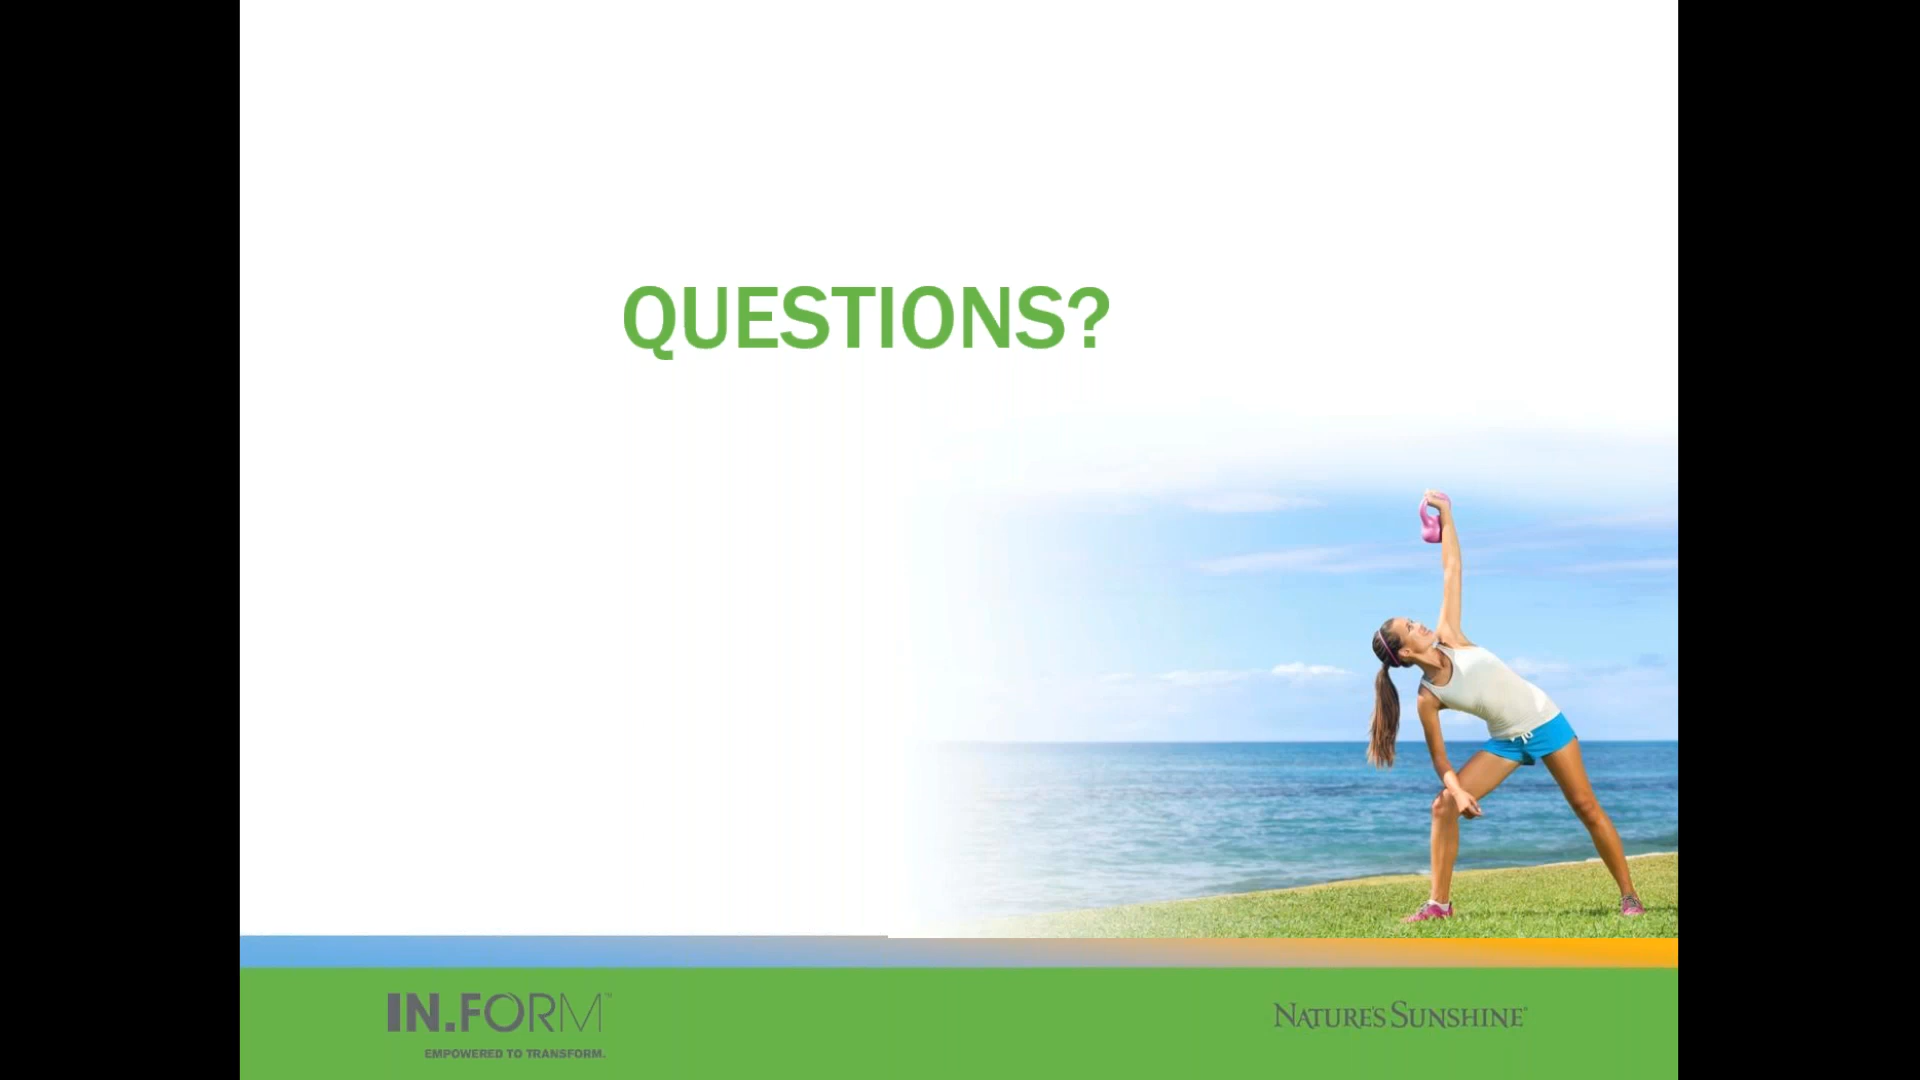 QUESTIONS?
IN.FORM™
EMPOWERED TO TRANSFORM.
NATURE'S SUNSHINE®